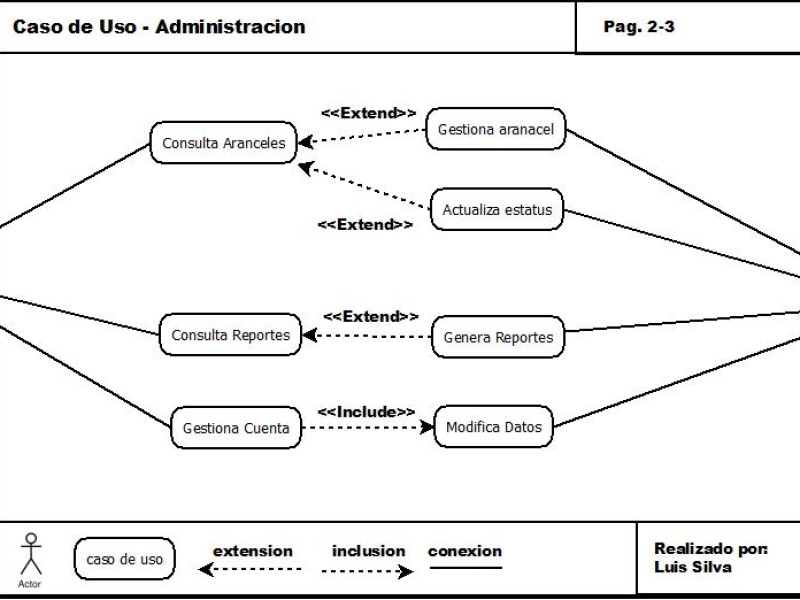 Caso de Uso - Administracion
Pag. 2-3
<<Extend>>
Consulta Aranceles
Gestiona aranacel
Actualiza estatus
<<Extend>>
<<Extend>>
Consulta Reportes
Genera Reportes
<<Include>>
Gestiona Cuenta
Modifica Datos
Actor
caso de uso
extension
inclusion
conexion
Realizado por:
Luis Silva